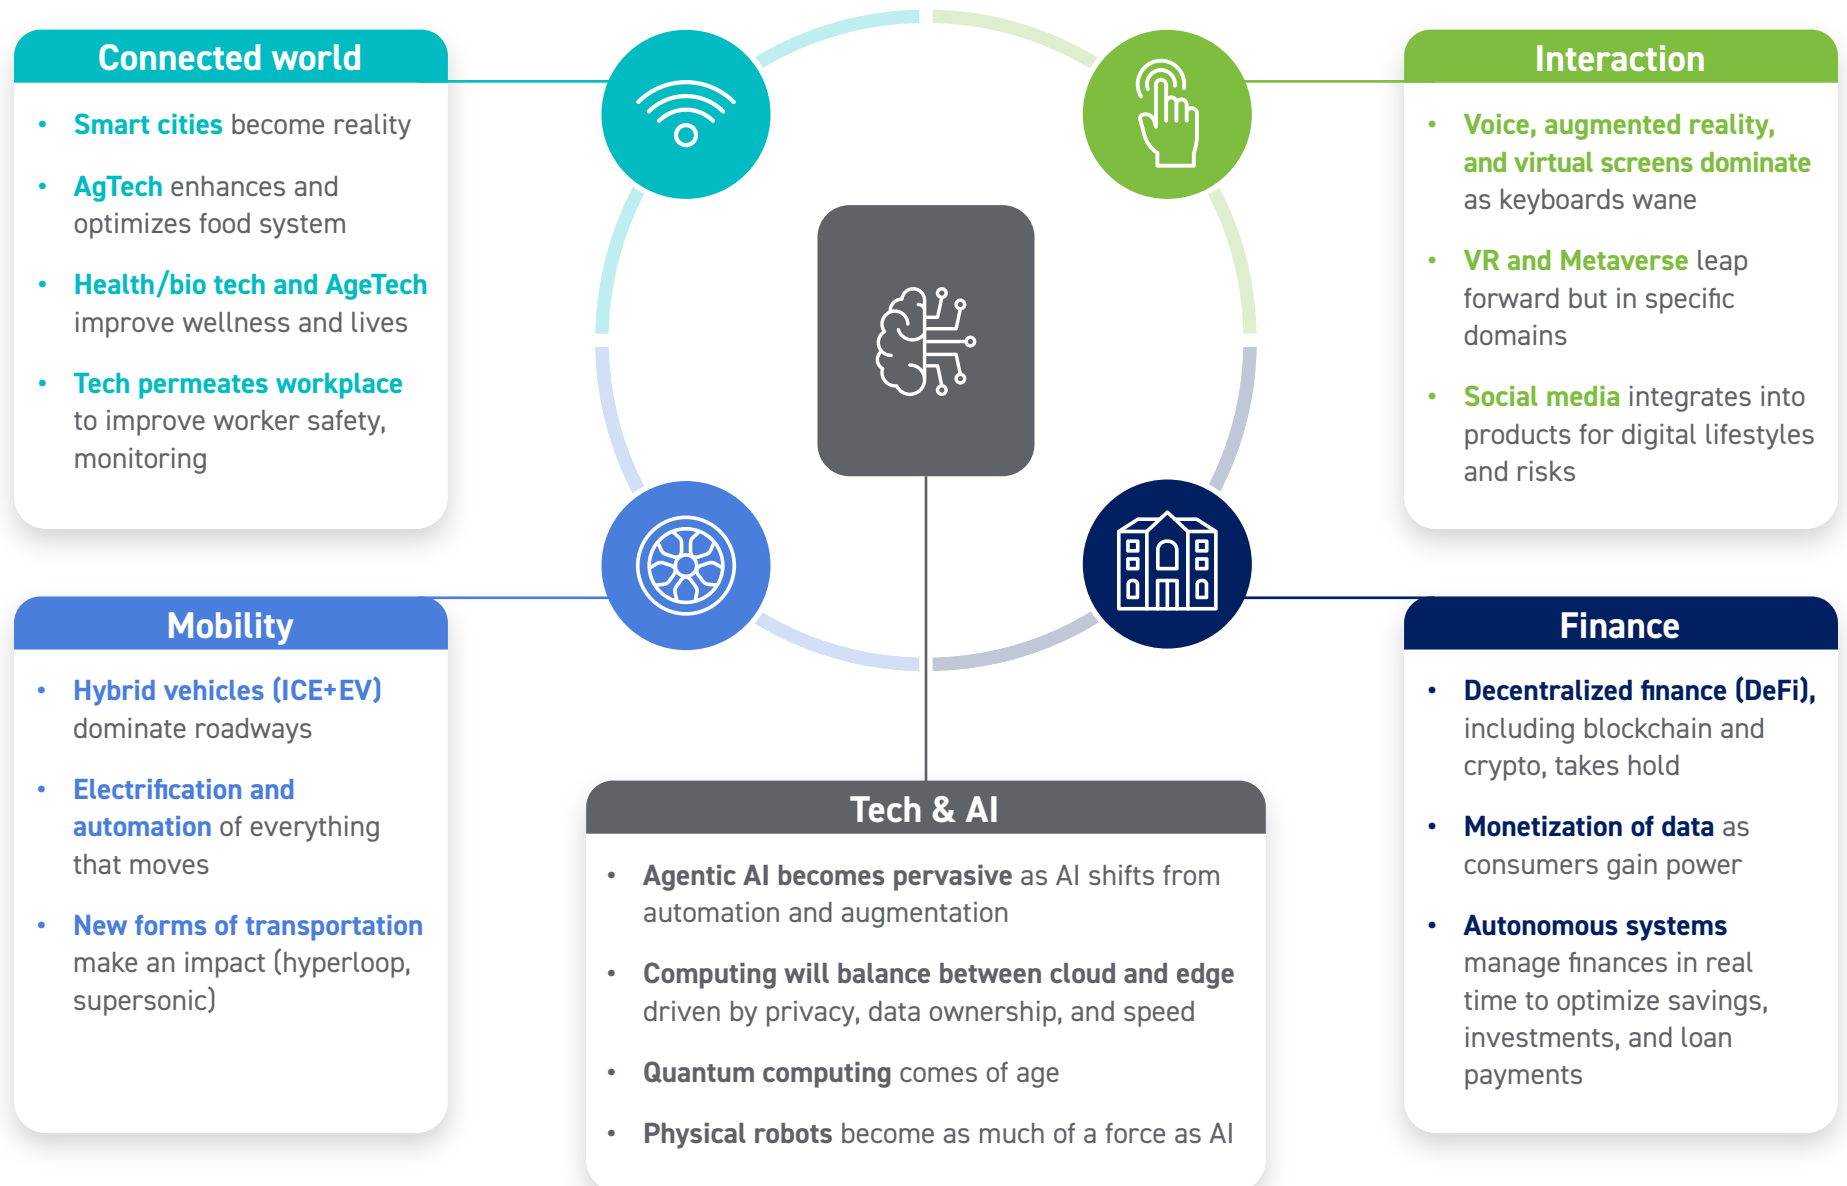 Connected world
• Smart cities become reality
• AgTech enhances and
optimizes food system
• Health/bio tech and AgeTech
improve wellness and lives
• Tech permeates workplace
to improve worker safety,
monitoring
Interaction
• Voice, augmented reality,
and virtual screens dominate
as keyboards wane
• VR and Metaverse leap
forward but in specific
domains
• Social media integrates into
products for digital lifestyles
and risks
Mobility
• Hybrid vehicles (ICE+EV)
dominate roadways
• Electrification and
automation of everything
that moves
• New forms of transportation
make an impact (hyperloop,
supersonic)
Tech & AI
• Agentic AI becomes pervasive as AI shifts from
automation and augmentation
• Computing will balance between cloud and edge
driven by privacy, data ownership, and speed
• Quantum computing comes of age
• Physical robots become as much of a force as AI
Finance
• Decentralized finance (DeFi),
including blockchain and
crypto, takes hold
• Monetization of data as
consumers gain power
• Autonomous systems
manage finances in real
time to optimize savings,
investments, and loan
payments